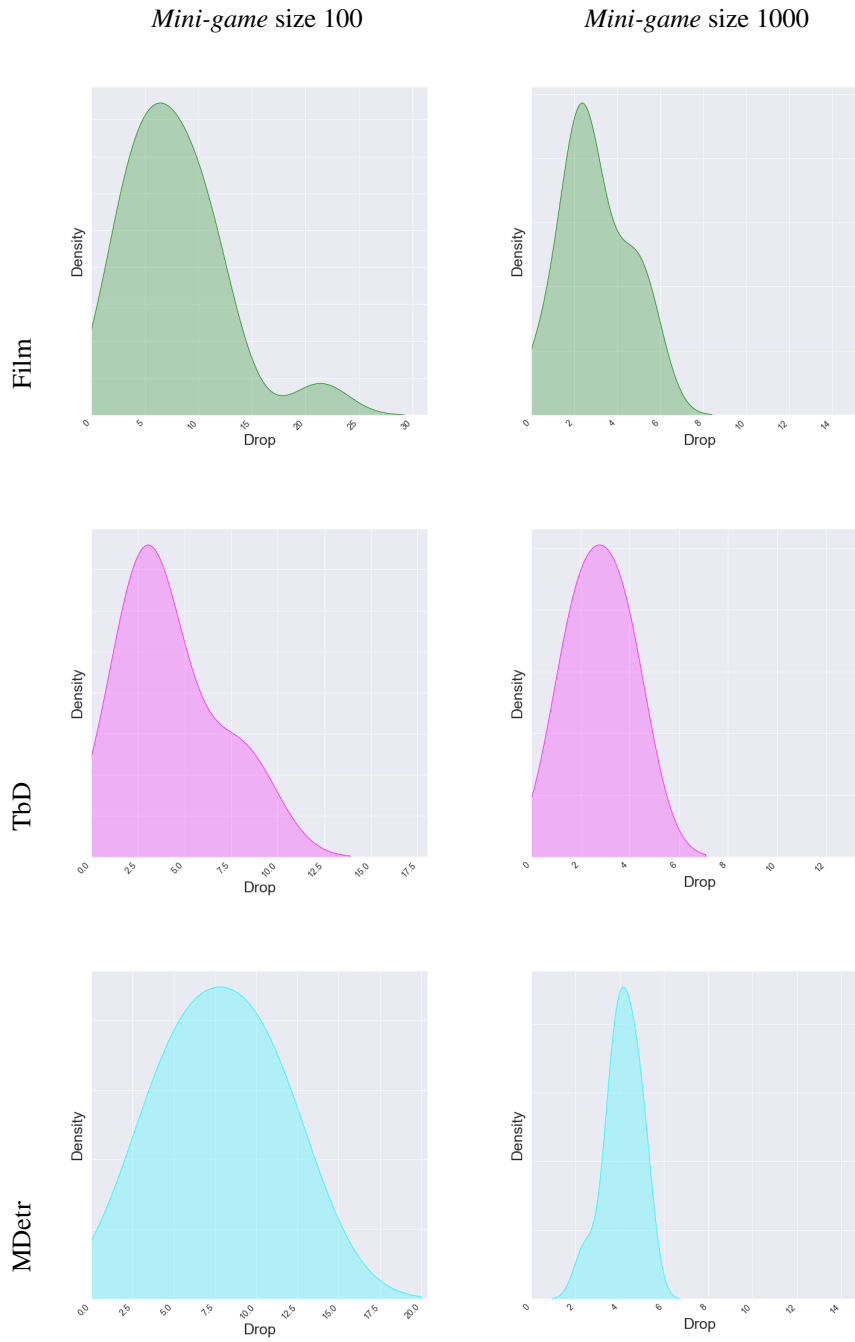 Mini-game size 100
Mini-game size 1000
Film
Density
0 5 10 15 20 25 30
Drop
Density
0 2 4 6 8 10 12 14
Drop
TbD
Density
0.0 2.5 5.0 7.5 10.0 12.5 15.0 17.5
Drop
Density
0 2 4 6 8 10 12
Drop
MDetr
Density
0.0 2.5 5.0 7.5 10.0 12.5 15.0 17.5 20.0
Drop
Density
0 2 4 6 8 10 12 14
Drop